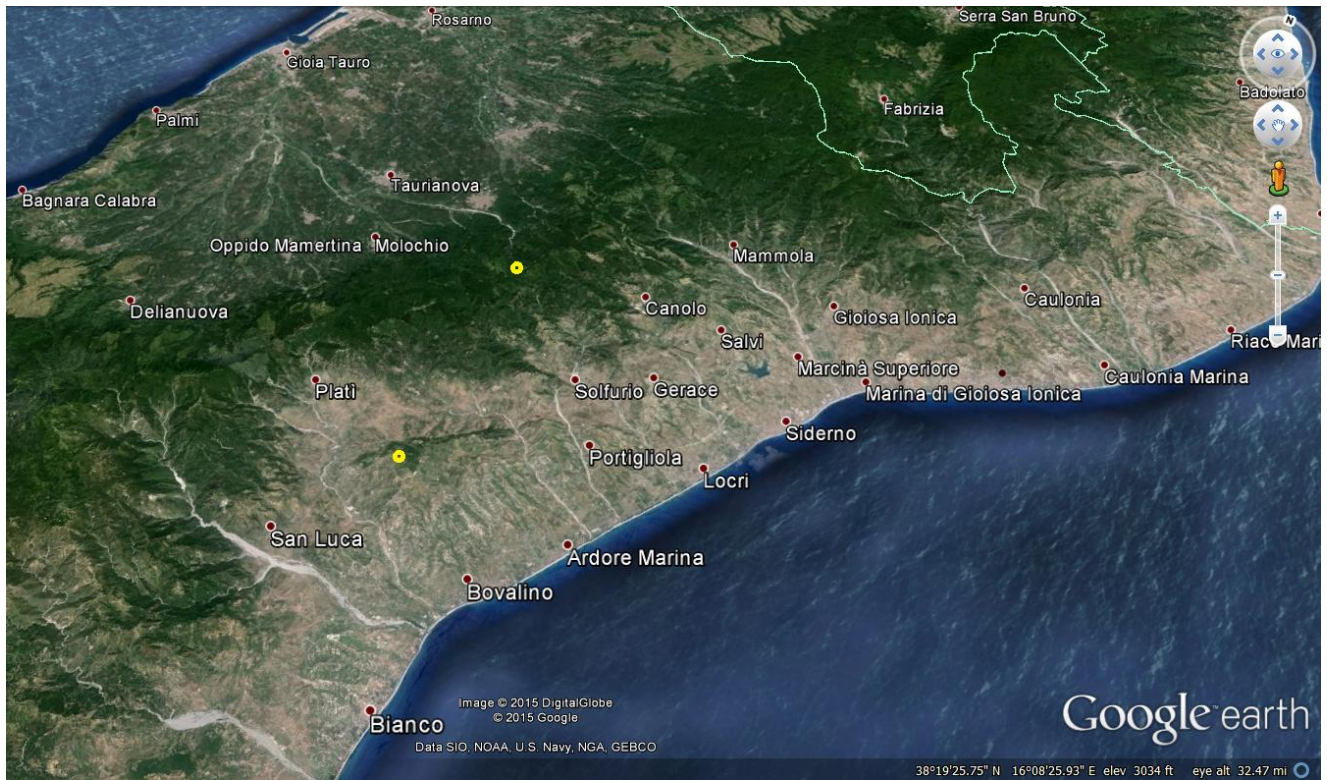 Rosarno
Serra San Bruno
N
Gioia Tauro
Badolato
Fabrizia
Palmi
Taurianova
Bagnara Calabra
Oppido Mamertina
Molochio
Mammola
Delianuova
Canolo
Caulonia
Gioiosa Ionica
Salvi
Riace Mari
Marcinà Superiore
Caulonia Marina
Platì
Solfurio
Gerace
Marina di Gioiosa Ionica
Siderno
Portigliola
Locri
San Luca
Ardore Marina
Bovalino
Bianco
Image © 2015 DigitalGlobe
© 2015 Google
Data SIO, NOAA, U.S. Navy, NGA, GEBCO
Google earth
38°19'25.75" N 16°08'25.93" E elev 3034 ft eye alt 32.47 mi